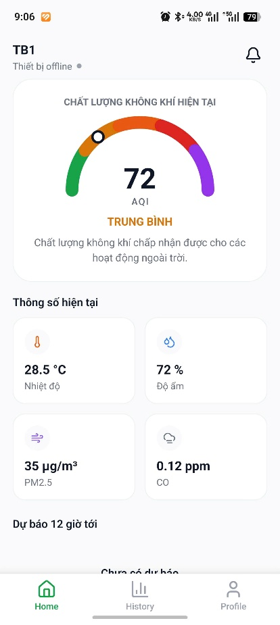 9:06 4,00 KB/S 4G 5G 79
TB1
Thiết bị offline
CHẤT LƯỢNG KHÔNG KHÍ HIỆN TẠI
72
AQI
TRUNG BÌNH
Chất lượng không khí chấp nhận được cho các
hoạt động ngoài trời.
Thông số hiện tại
28.5 °C
Nhiệt độ
72 %
Độ ẩm
35 µg/m³
PM2.5
0.12 ppm
CO
Dự báo 12 giờ tới
Chưa có dự báo
Home History Profile